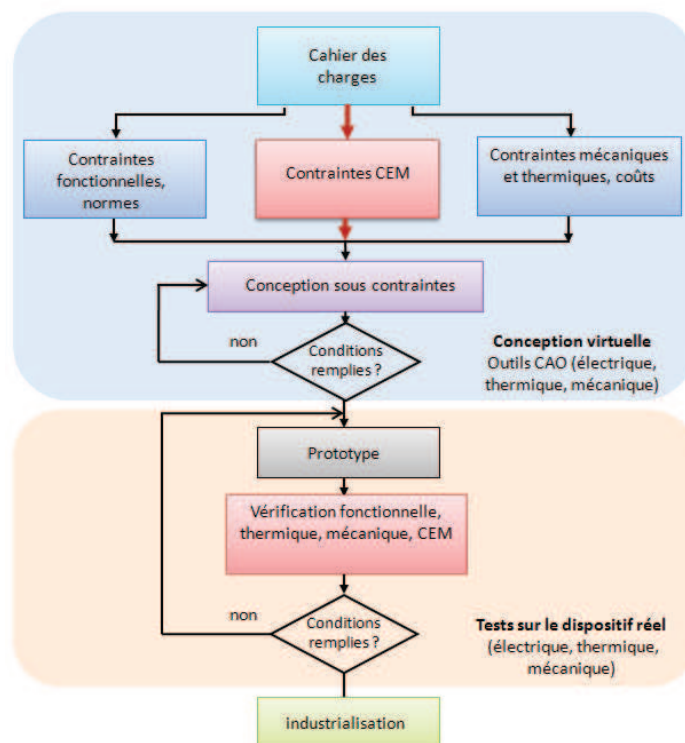 Cahier des
charges
Contraintes
fonctionnelles,
normes
Contraintes CEM
Contraintes mécaniques
et thermiques, coûts
Conception sous contraintes
non
Conditions
remplies ?
Conception virtuelle
Outils CAO (électrique,
thermique, mécanique)
Prototype
Vérification fonctionnelle,
thermique, mécanique, CEM
non
Conditions
remplies ?
Tests sur le dispositif réel
(électrique, thermique,
mécanique)
industrialisation